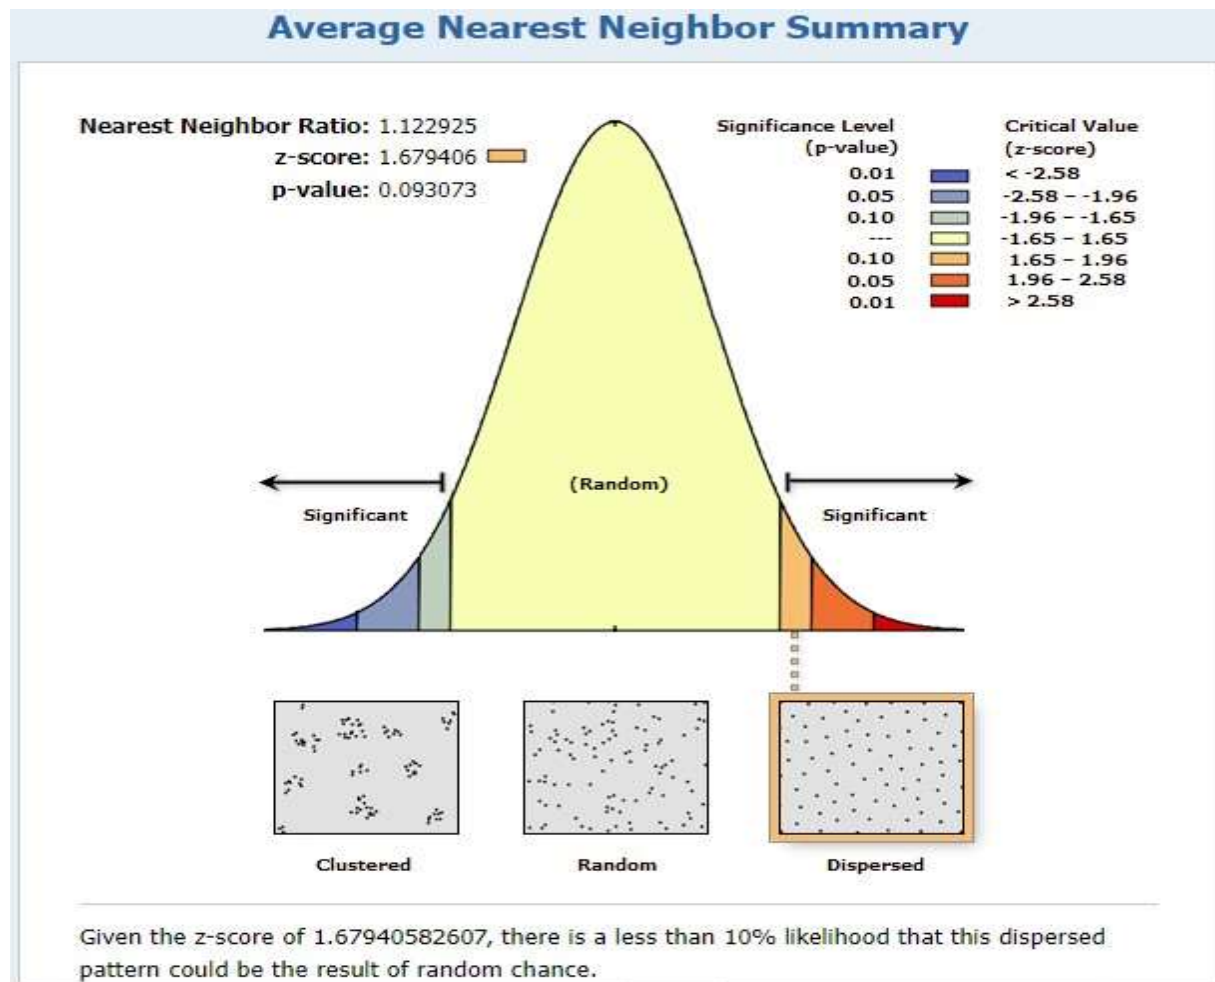 Average Nearest Neighbor Summary
Nearest Neighbor Ratio: 1.122925
z-score: 1.679406
p-value: 0.093073
Significance Level
(p-value)
Critical Value
(z-score)
0.01 < -2.58
0.05 -2.58 – -1.96
0.10 -1.96 – -1.65
--- -1.65 – 1.65
0.10 1.65 – 1.96
0.05 1.96 – 2.58
0.01 > 2.58
(Random)
Significant
Significant
Clustered
Random
Dispersed
Given the z-score of 1.67940582607, there is a less than 10% likelihood that this dispersed
pattern could be the result of random chance.